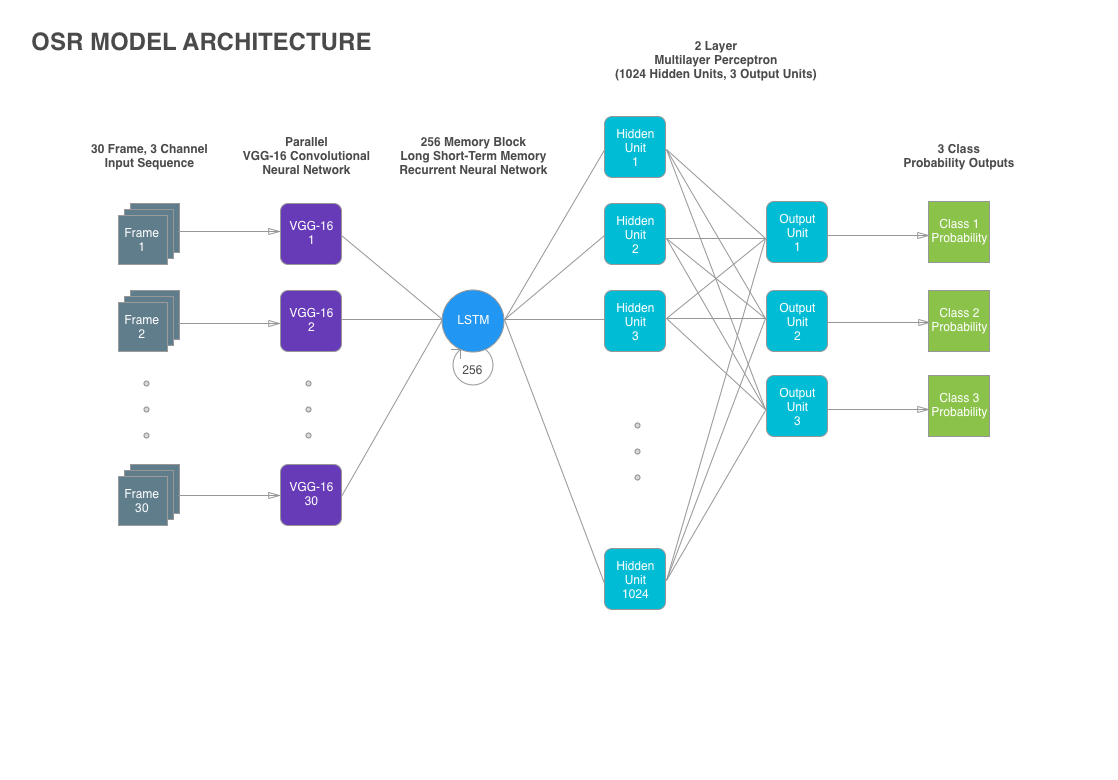 OSR MODEL ARCHITECTURE
2 Layer
Multilayer Perceptron
(1024 Hidden Units, 3 Output Units)
30 Frame, 3 Channel
Input Sequence
Parallel
VGG-16 Convolutional
Neural Network
256 Memory Block
Long Short-Term Memory
Recurrent Neural Network
3 Class
Probability Outputs
Frame
1
Frame
2
Frame
30
VGG-16
1
VGG-16
2
VGG-16
30
LSTM
256
Hidden
Unit
1
Hidden
Unit
2
Hidden
Unit
3
Hidden
Unit
1024
Output
Unit
1
Output
Unit
2
Output
Unit
3
Class 1
Probability
Class 2
Probability
Class 3
Probability